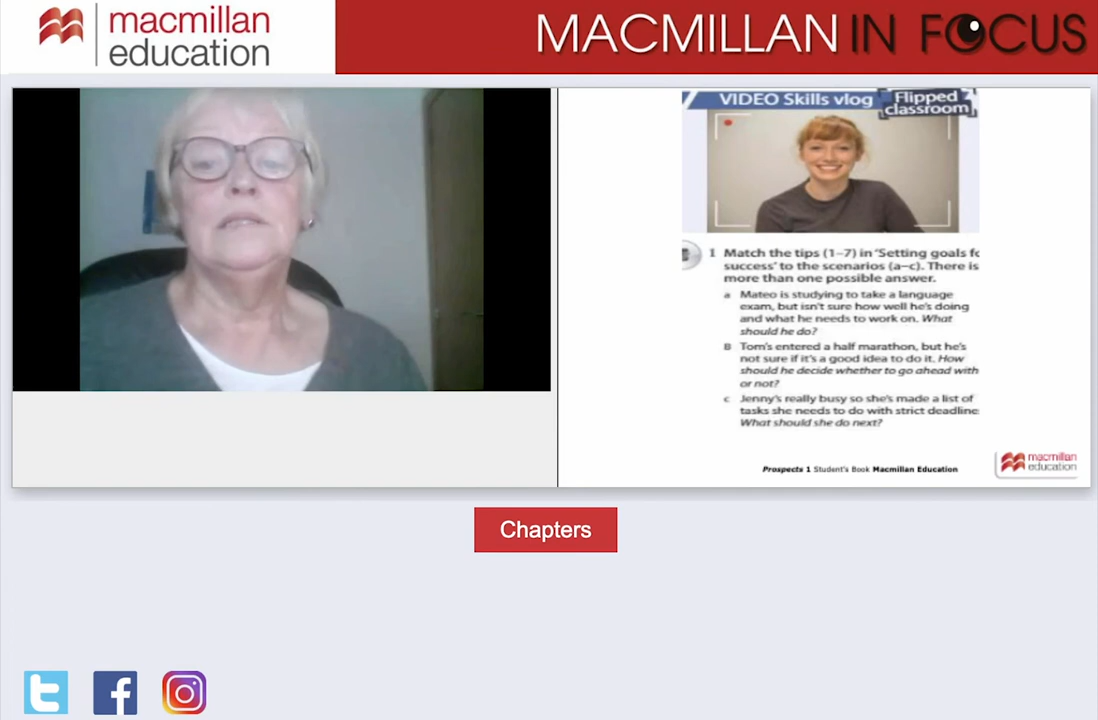 macmillan
education
MACMILLAN IN FOCUS
VIDEO Skills vlog
Flipped
classroom
1 Match the tips (1–7) in 'Setting goals fo
success' to the scenarios (a–c). There is
more than one possible answer.
a Mateo is studying to take a language
exam, but isn't sure how well he's doing
and what he needs to work on. What
should he do?
B Tom's entered a half marathon, but he's
not sure if it's a good idea to do it. How
should he decide whether to go ahead with
or not?
c Jenny's really busy so she's made a list of
tasks she needs to do with strict deadline
What should she do next?
Prospects 1 Student's Book Macmillan Education
macmillan
education
Chapters